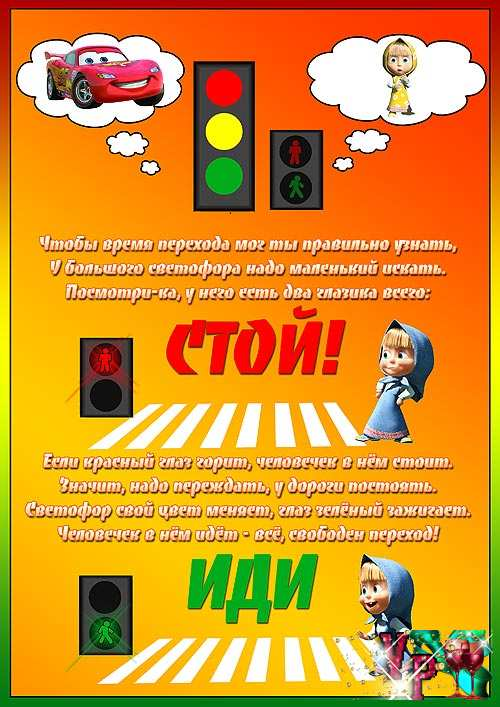 Чтобы время перехода мог ты правильно узнать,
У большого светофора надо маленький искать.
Посмотри-ка, у него есть два глазика всего:
СТОЙ!
Если красный глаз горит, человечек в нём стоит.
Значит, надо переждать, у дороги постоять.
Светофор свой цвет меняет, глаз зелёный зажигает.
Человечек в нём идёт - всё, свободен переход!
ИДИ